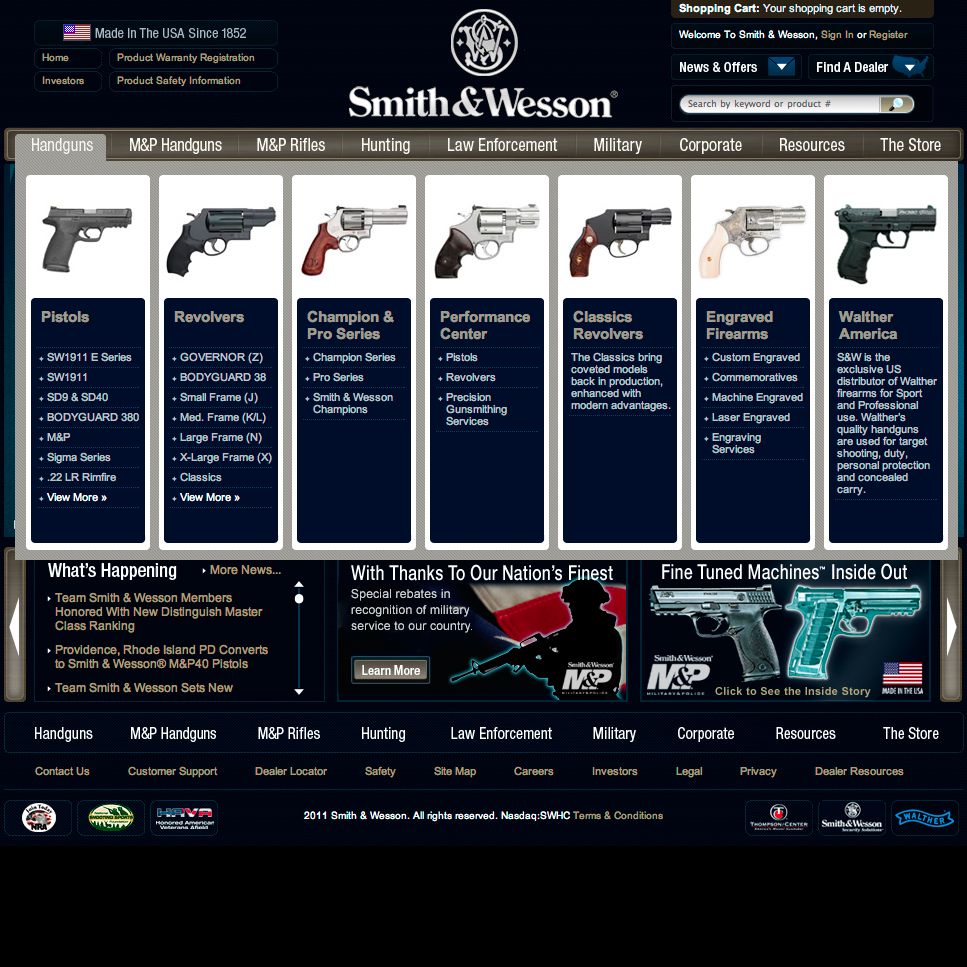 Shopping Cart: Your shopping cart is empty.
Made In The USA Since 1852
Welcome To Smith & Wesson, Sign In or Register
Home
Product Warranty Registration
Investors
Product Safety Information
News & Offers
Find A Dealer
Smith & Wesson®
Search by keyword or product #
Handguns
M&P Handguns
M&P Rifles
Hunting
Law Enforcement
Military
Corporate
Resources
The Store
Pistols
SW1911 E Series
SW1911
SD9 & SD40
BODYGUARD 380
M&P
Sigma Series
.22 LR Rimfire
View More »
Revolvers
GOVERNOR (Z)
BODYGUARD 38
Small Frame (J)
Med. Frame (K/L)
Large Frame (N)
X-Large Frame (X)
Classics
View More »
Champion &
Pro Series
Champion Series
Pro Series
Smith & Wesson
Champions
Performance
Center
Pistols
Revolvers
Precision
Gunsmithing
Services
Classics
Revolvers
The Classics bring
coveted models
back in production,
enhanced with
modern advantages.
Engraved
Firearms
Custom Engraved
Commemoratives
Machine Engraved
Laser Engraved
Engraving
Services
Walther
America
S&W is the
exclusive US
distributor of Walther
firearms for Sport
and Professional
use. Walther's
quality handguns
are used for target
shooting, duty,
personal protection
and concealed
carry.
What's Happening
More News...
Team Smith & Wesson Members
Honored With New Distinguish Master
Class Ranking
Providence, Rhode Island PD Converts
to Smith & Wesson® M&P40 Pistols
Team Smith & Wesson Sets New
With Thanks To Our Nation's Finest
Special rebates in
recognition of military
service to our country.
Learn More
Smith & Wesson
M&P
MILITARY & POLICE
Fine Tuned Machines™ Inside Out
Smith & Wesson
M&P
MILITARY & POLICE
Click to See the Inside Story
MADE IN THE USA
Handguns
M&P Handguns
M&P Rifles
Hunting
Law Enforcement
Military
Corporate
Resources
The Store
Contact Us
Customer Support
Dealer Locator
Safety
Site Map
Careers
Investors
Legal
Privacy
Dealer Resources
Join Today
NRA
SHOOTING SPORTS
HAVA
Honored American
Veterans Afield
2011 Smith & Wesson. All rights reserved. Nasdaq:SWHC Terms & Conditions
THOMPSON/CENTER
Smith & Wesson
Security Solutions
WALTHER